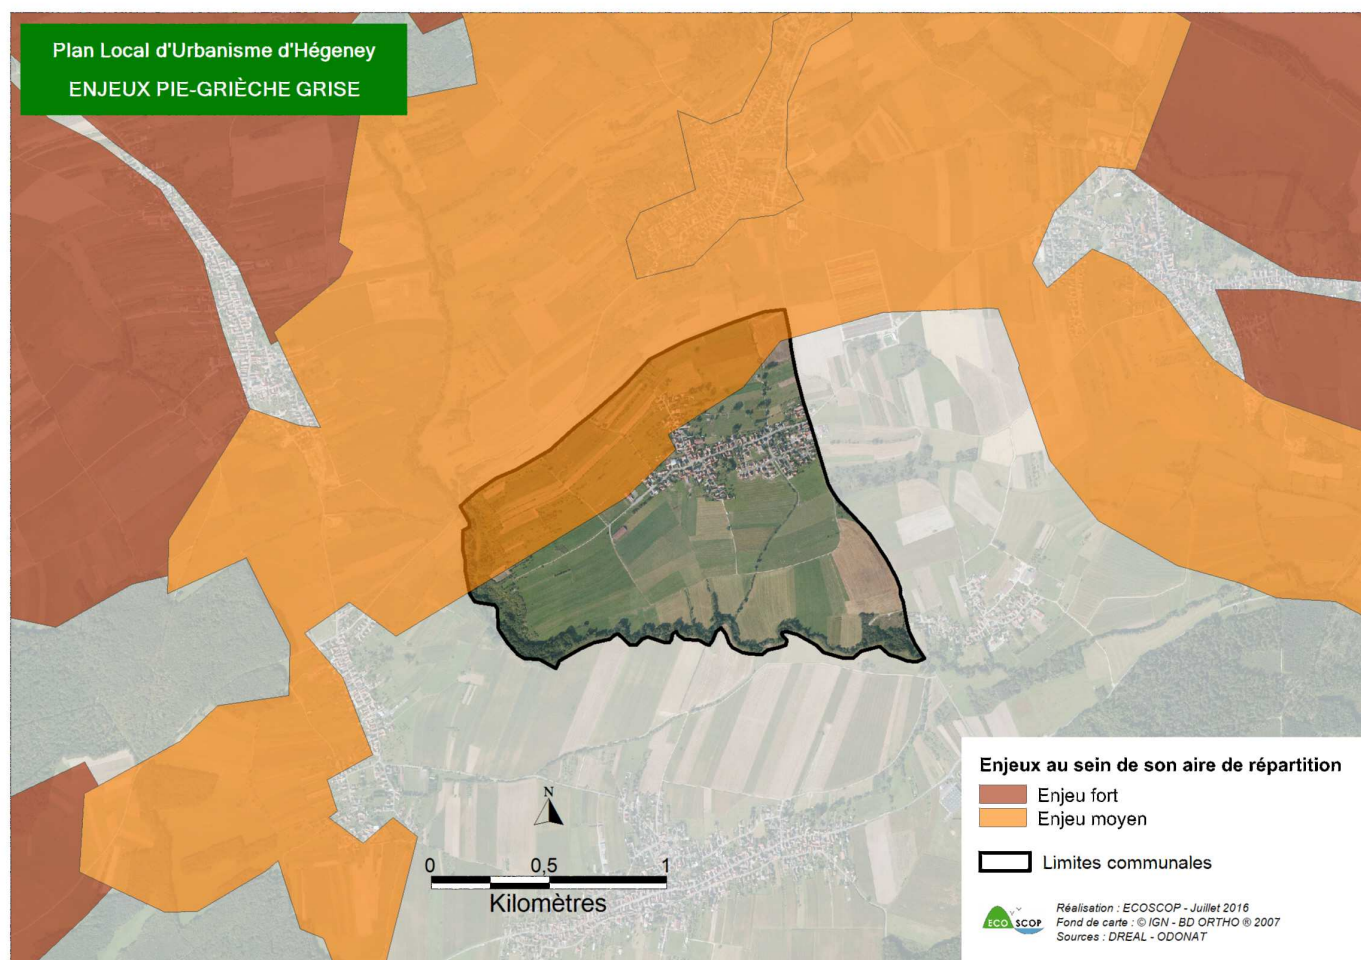 Plan Local d'Urbanisme d'Hégeney
ENJEUX PIE-GRIÈCHE GRISE
N
0 0,5 1
Kilomètres
Enjeux au sein de son aire de répartition
Enjeu fort
Enjeu moyen
Limites communales
ECO SCOP
Réalisation : ECOSCOP - Juillet 2016
Fond de carte : © IGN - BD ORTHO ® 2007
Sources : DREAL - ODONAT